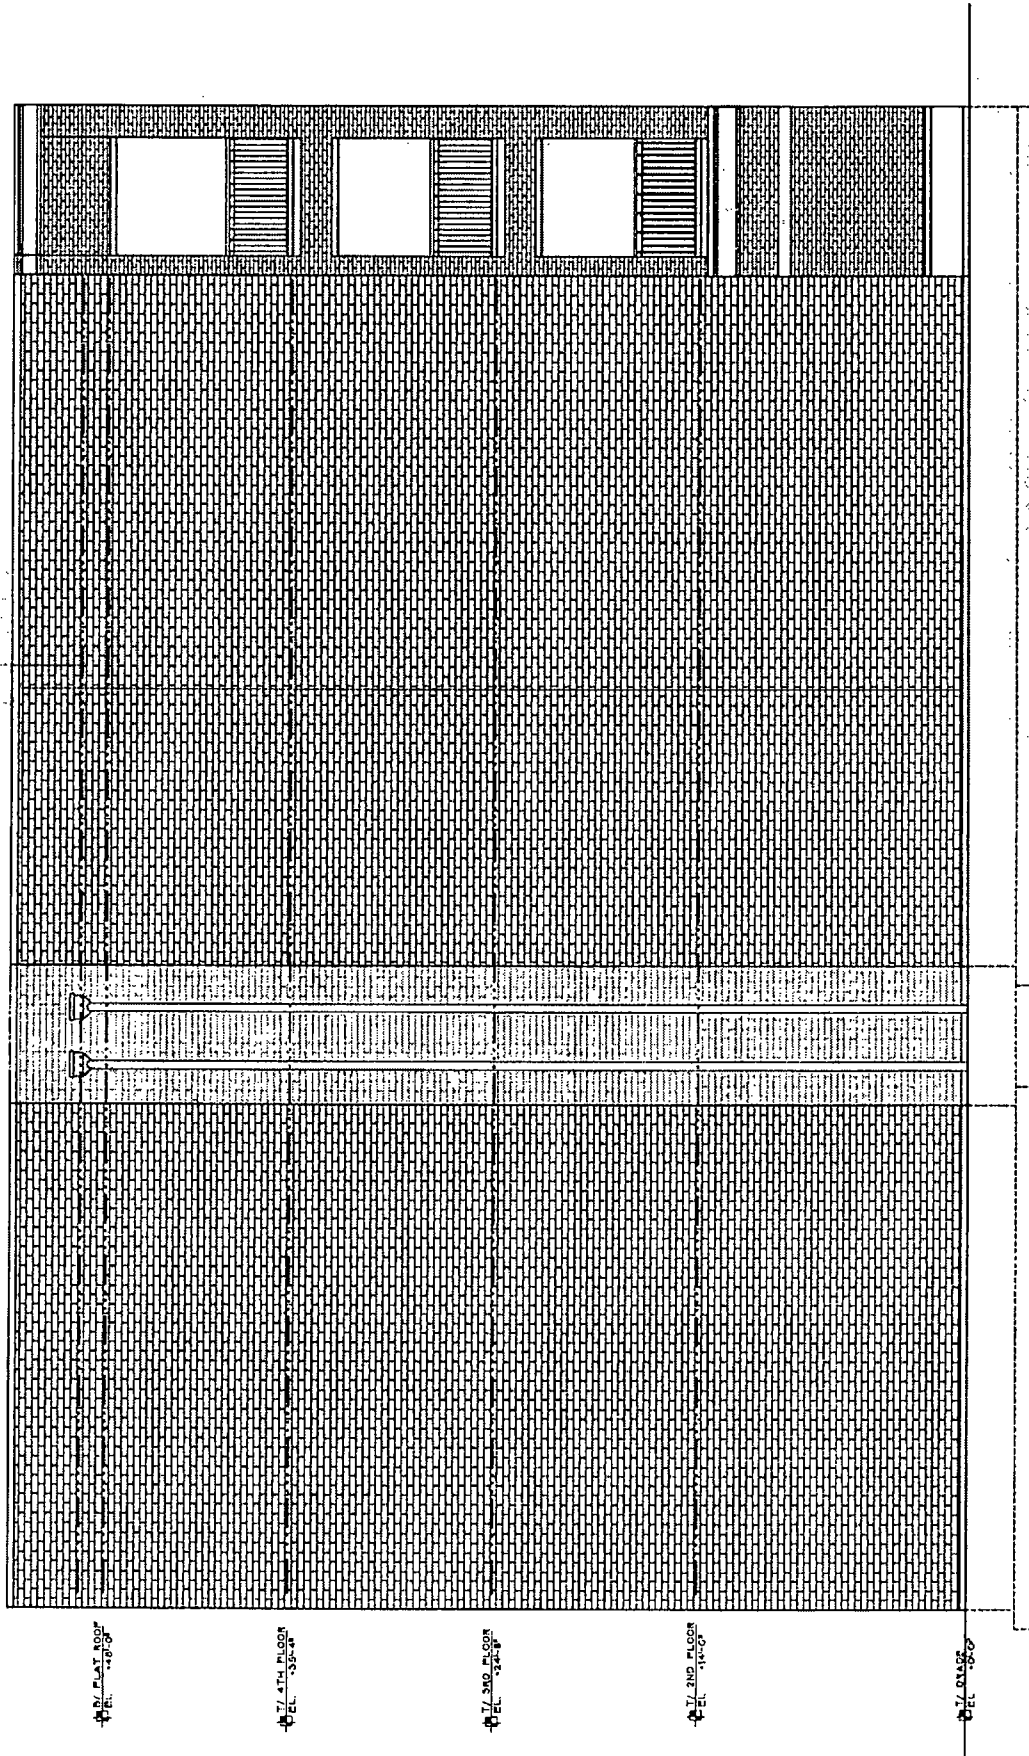 B/ FLAT ROOF
EL. +48'-0"
T/ 4TH FLOOR
EL. +35'-4"
T/ 3RD FLOOR
EL. +24'-8"
T/ 2ND FLOOR
EL. +14'-0"
T/ GRADE
EL. +0'-0"